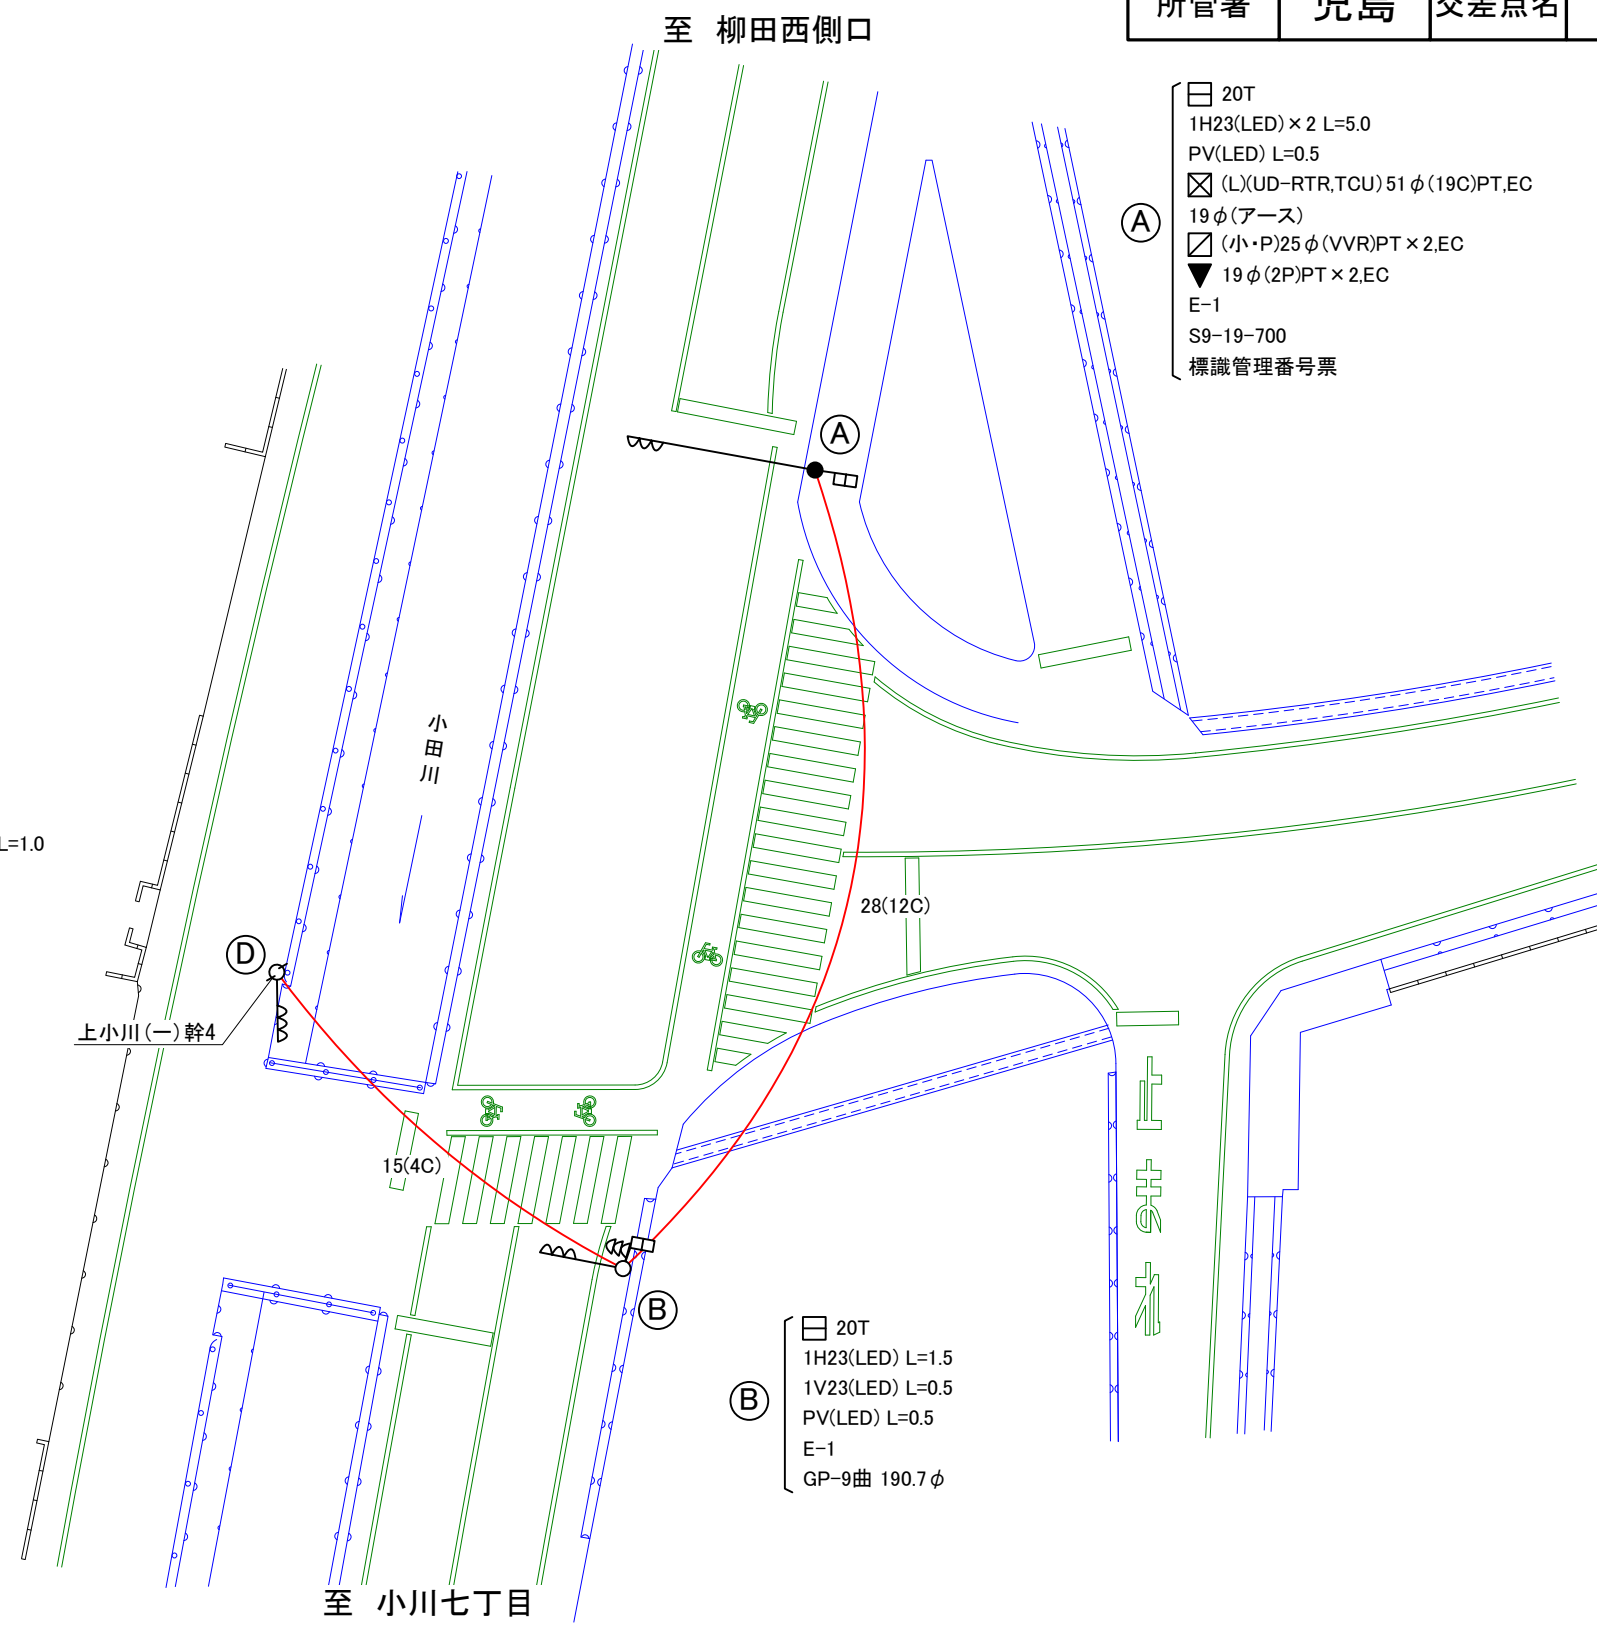 所管署 児島 交差点名
至 柳田西側口
20T
1H23(LED)×2 L=5.0
PV(LED) L=0.5
(L)(UD-RTR,TCU)51φ(19C)PT,EC
19φ(アース)
(小・P)25φ(VVR)PT×2,EC
19φ(2P)PT×2,EC
E-1
S9-19-700
標識管理番号票
A
A
小田川
L=1.0
28(12C)
D
上小川(一)幹4
15(4C)
止まれ
B
B
20T
1H23(LED) L=1.5
1V23(LED) L=0.5
PV(LED) L=0.5
E-1
GP-9曲 190.7φ
至 小川七丁目